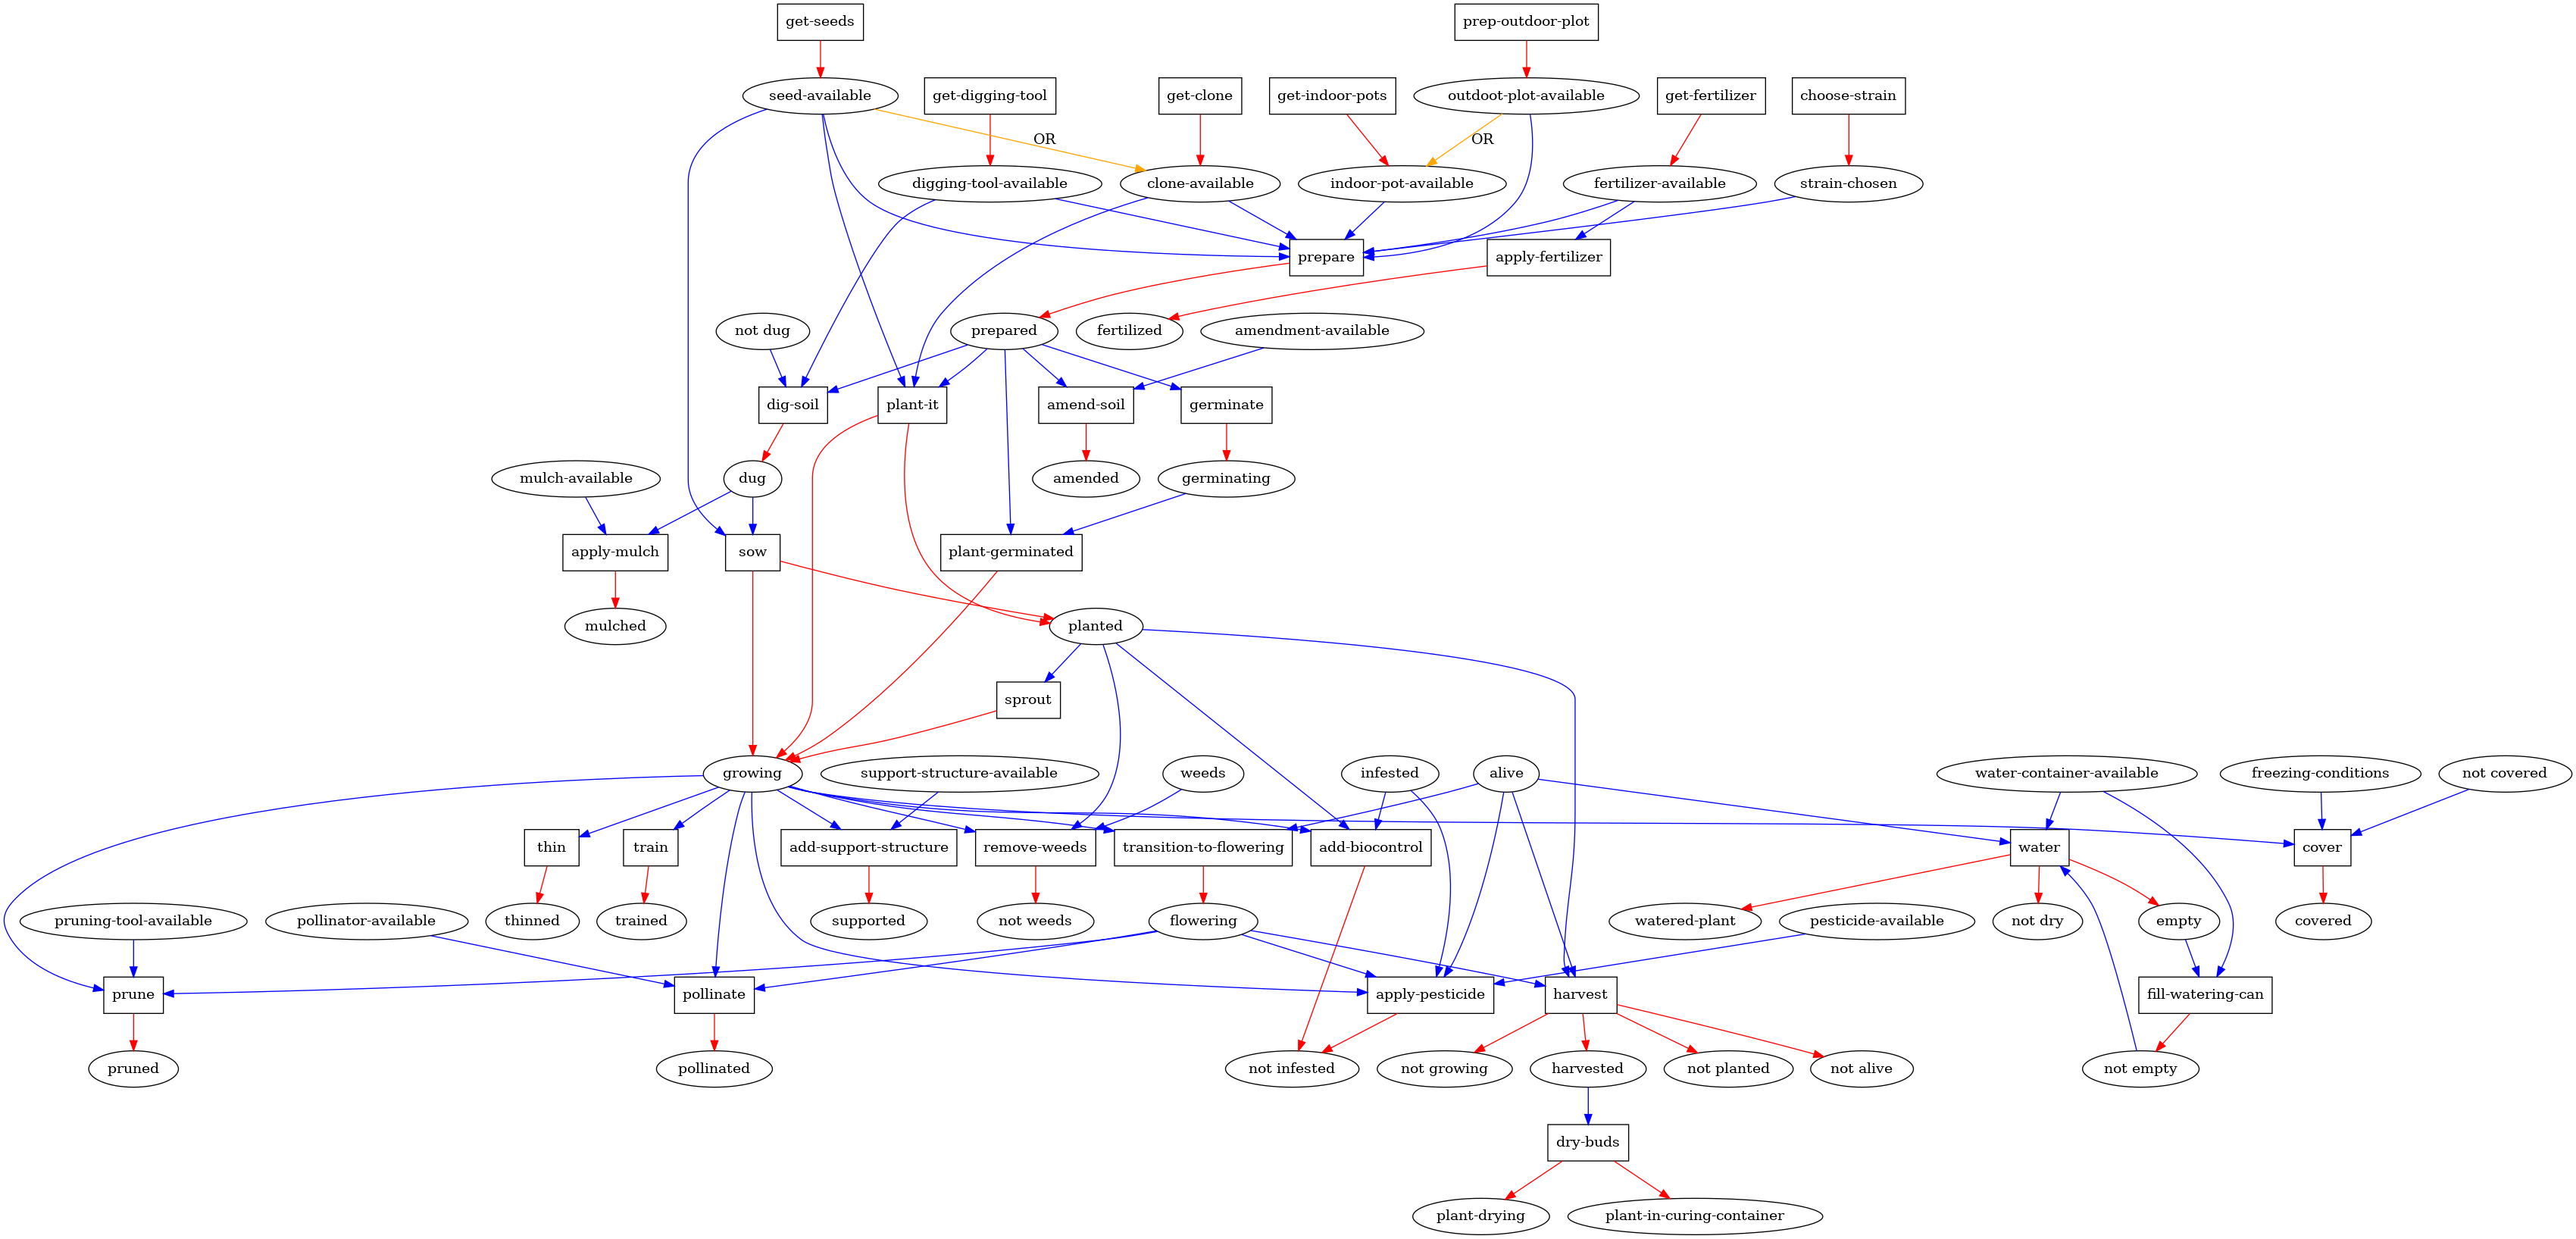 get-seeds
prep-outdoor-plot
seed-available
get-digging-tool
get-clone
get-indoor-pots
outdoot-plot-available
get-fertilizer
choose-strain
OR
OR
digging-tool-available
clone-available
indoor-pot-available
fertilizer-available
strain-chosen
prepare
apply-fertilizer
not dug
prepared
fertilized
amendment-available
dig-soil
plant-it
amend-soil
germinate
mulch-available
dug
amended
germinating
apply-mulch
sow
plant-germinated
mulched
planted
sprout
growing
support-structure-available
weeds
infested
alive
water-container-available
freezing-conditions
not covered
thin
train
add-support-structure
remove-weeds
transition-to-flowering
add-biocontrol
water
cover
pruning-tool-available
pollinator-available
thinned
trained
supported
not weeds
flowering
watered-plant
pesticide-available
not dry
empty
covered
prune
pollinate
apply-pesticide
harvest
fill-watering-can
pruned
pollinated
not infested
not growing
harvested
not planted
not alive
not empty
dry-buds
plant-drying
plant-in-curing-container